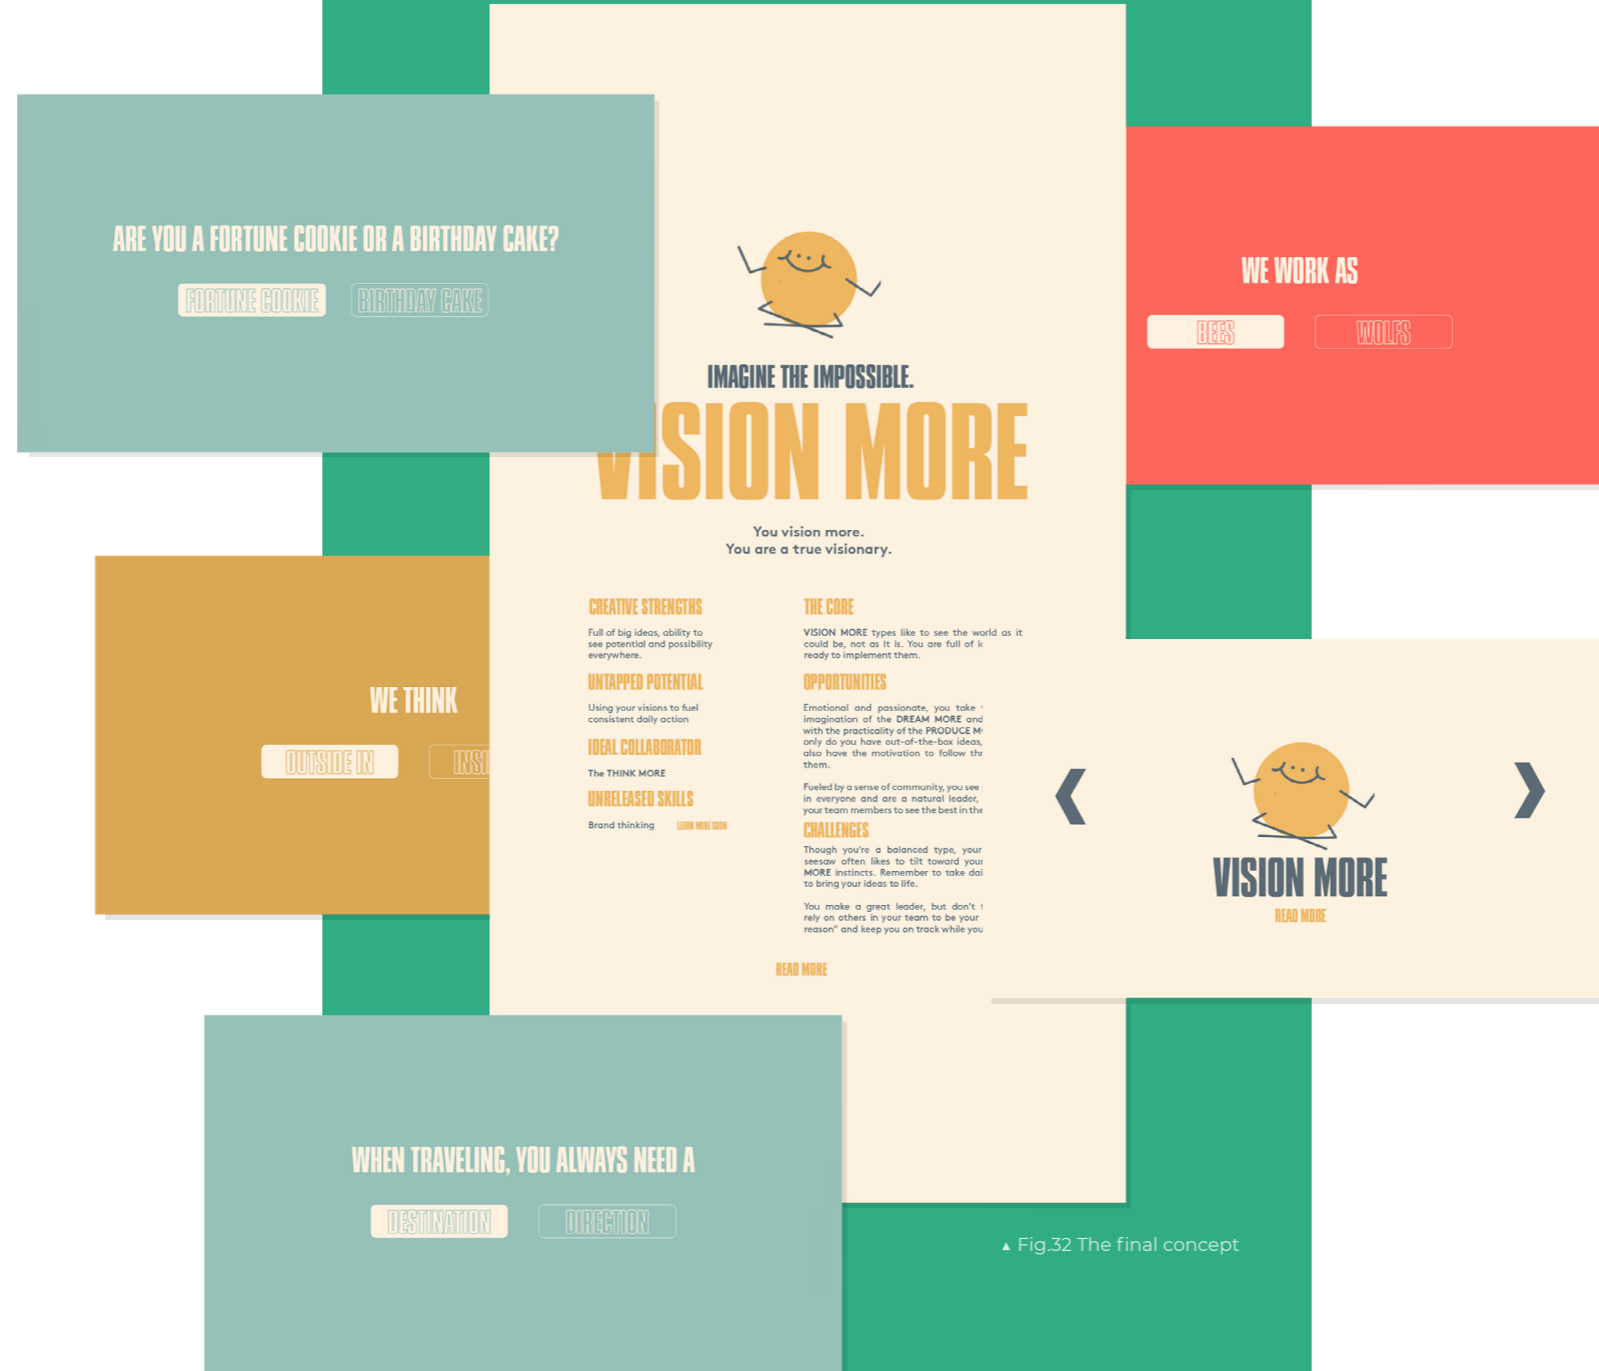 ARE YOU A FORTUNE COOKIE OR A BIRTHDAY CAKE?
FORTUNE COOKIE
BIRTHDAY CAKE
WE WORK AS
BEES
WOLFS
IMAGINE THE IMPOSSIBLE.
VISION MORE
You vision more.
You are a true visionary.
WE THINK
OUTSIDE IN
CREATIVE STRENGTHS
Full of big ideas, ability to
see potential and possibility
everywhere.
UNTAPPED POTENTIAL
Using your visions to fuel
consistent daily action
IDEAL COLLABORATOR
The THINK MORE
UNRELEASED SKILLS
Brand thinking
LEARN MORE SOON
THE CORE
VISION MORE types like to see the world as it
could be, not as it is. You are full of
ready to implement them.
OPPORTUNITIES
Emotional and passionate, you take
imagination of the DREAM MORE and
with the practicality of the PRODUCE
only do you have out-of-the-box ideas,
also have the motivation to follow
them.
Fueled by a sense of community, you see
in everyone and are a natural leader,
your team members to see the best in
CHALLENGES
Though you're a balanced type, your
seesaw often likes to tilt toward
MORE instincts. Remember to take
to bring your ideas to life.
You make a great leader, but don't
rely on others in your team to be your
reason" and keep you on track while
READ MORE
VISION MORE
READ MORE
WHEN TRAVELING, YOU ALWAYS NEED A
DESTINATION
DIRECTION
▲ Fig.32 The final concept